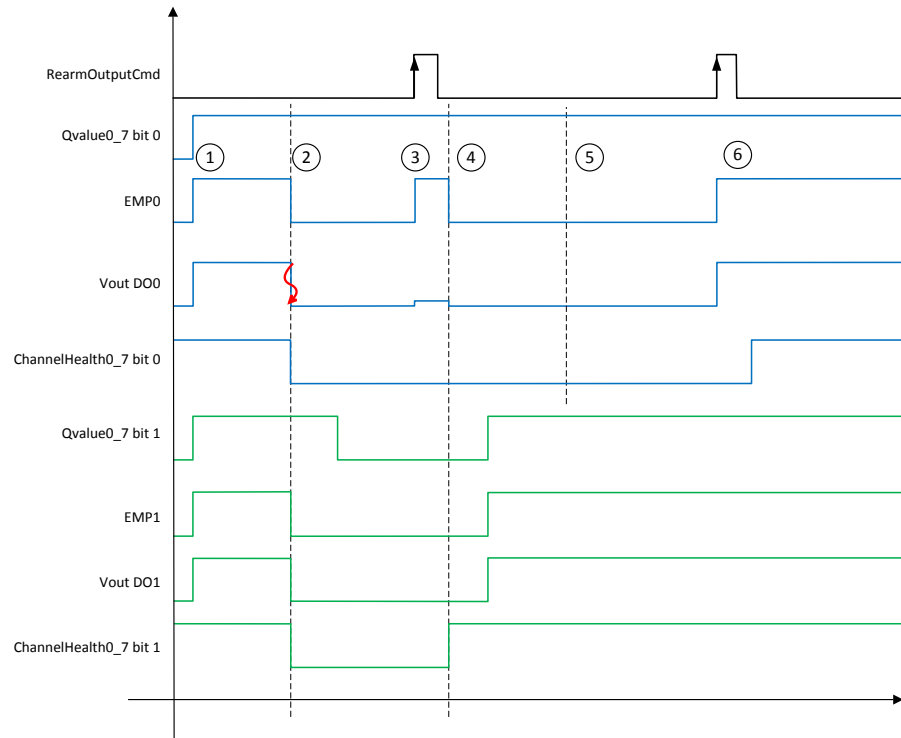 RearmOutputCmd
Qvalue0_7 bit 0
1 2 3 4 5 6
EMP0
Vout DO0
ChannelHealth0_7 bit 0
Qvalue0_7 bit 1
EMP1
Vout DO1
ChannelHealth0_7 bit 1